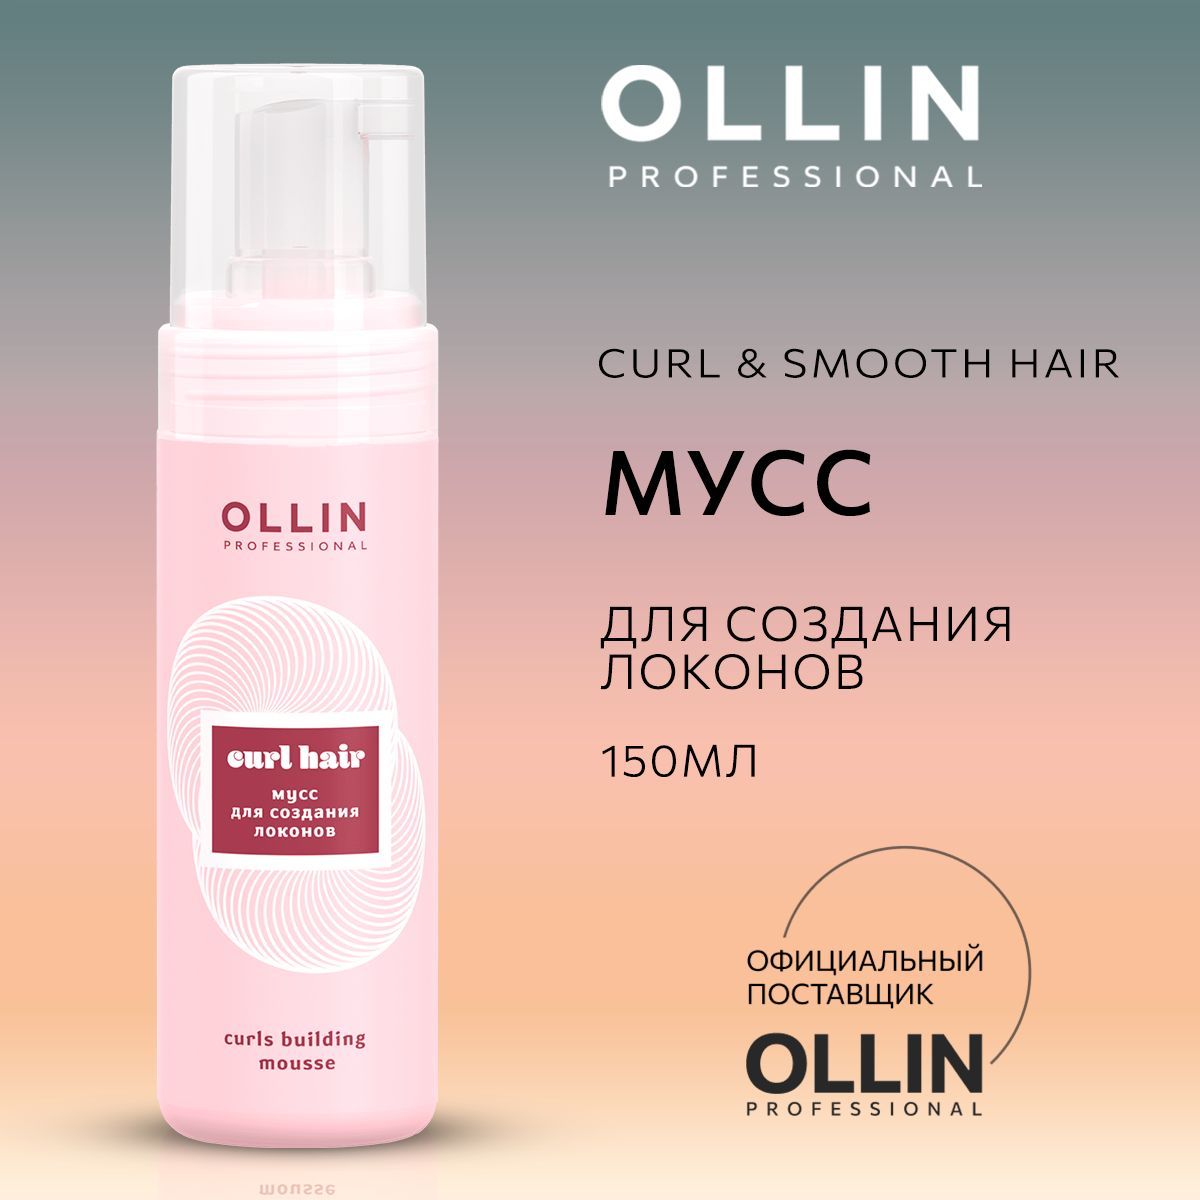 OLLIN
PROFESSIONAL
CURL & SMOOTH HAIR
МУСС
ДЛЯ СОЗДАНИЯ
ЛОКОНОВ
150МЛ
OLLIN
PROFESSIONAL
curl hair
мусс
для создания
локонов
curls building
mousse
ОФИЦИАЛЬНЫЙ
ПОСТАВЩИК
OLLIN
PROFESSIONAL
mousse